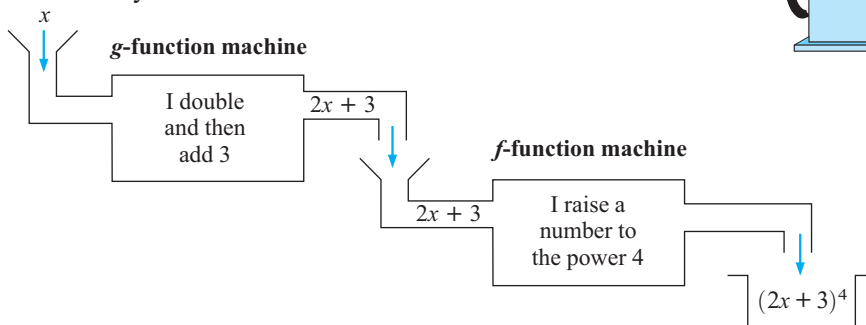 x
g-function machine
I double
and then
add 3
2x + 3
f-function machine
2x + 3
I raise a
number to
the power 4
(2x + 3)⁴